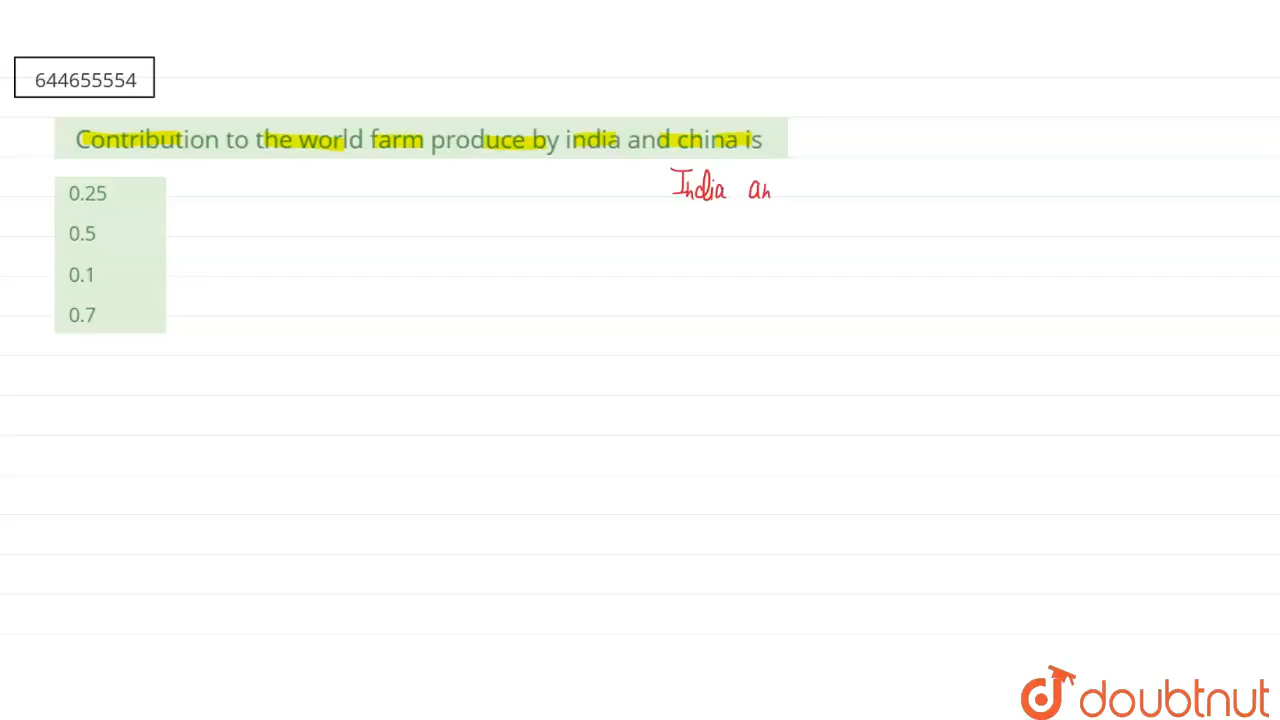 644655554
Contribution to the world farm produce by india and china is
India an
0.25
0.5
0.1
0.7
doubtnut